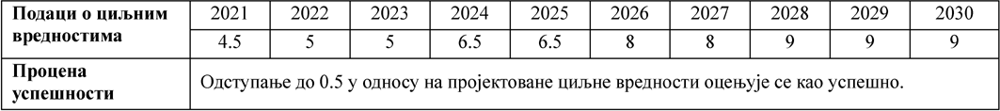 Подаци о циљним вредностима 2021 2022 2023 2024 2025 2026 2027 2028 2029 2030
4.5 5 5 6.5 6.5 8 8 9 9 9
Процена успешности Одступање до 0.5 у односу на пројектоване циљне вредности оцењује се као успешно.